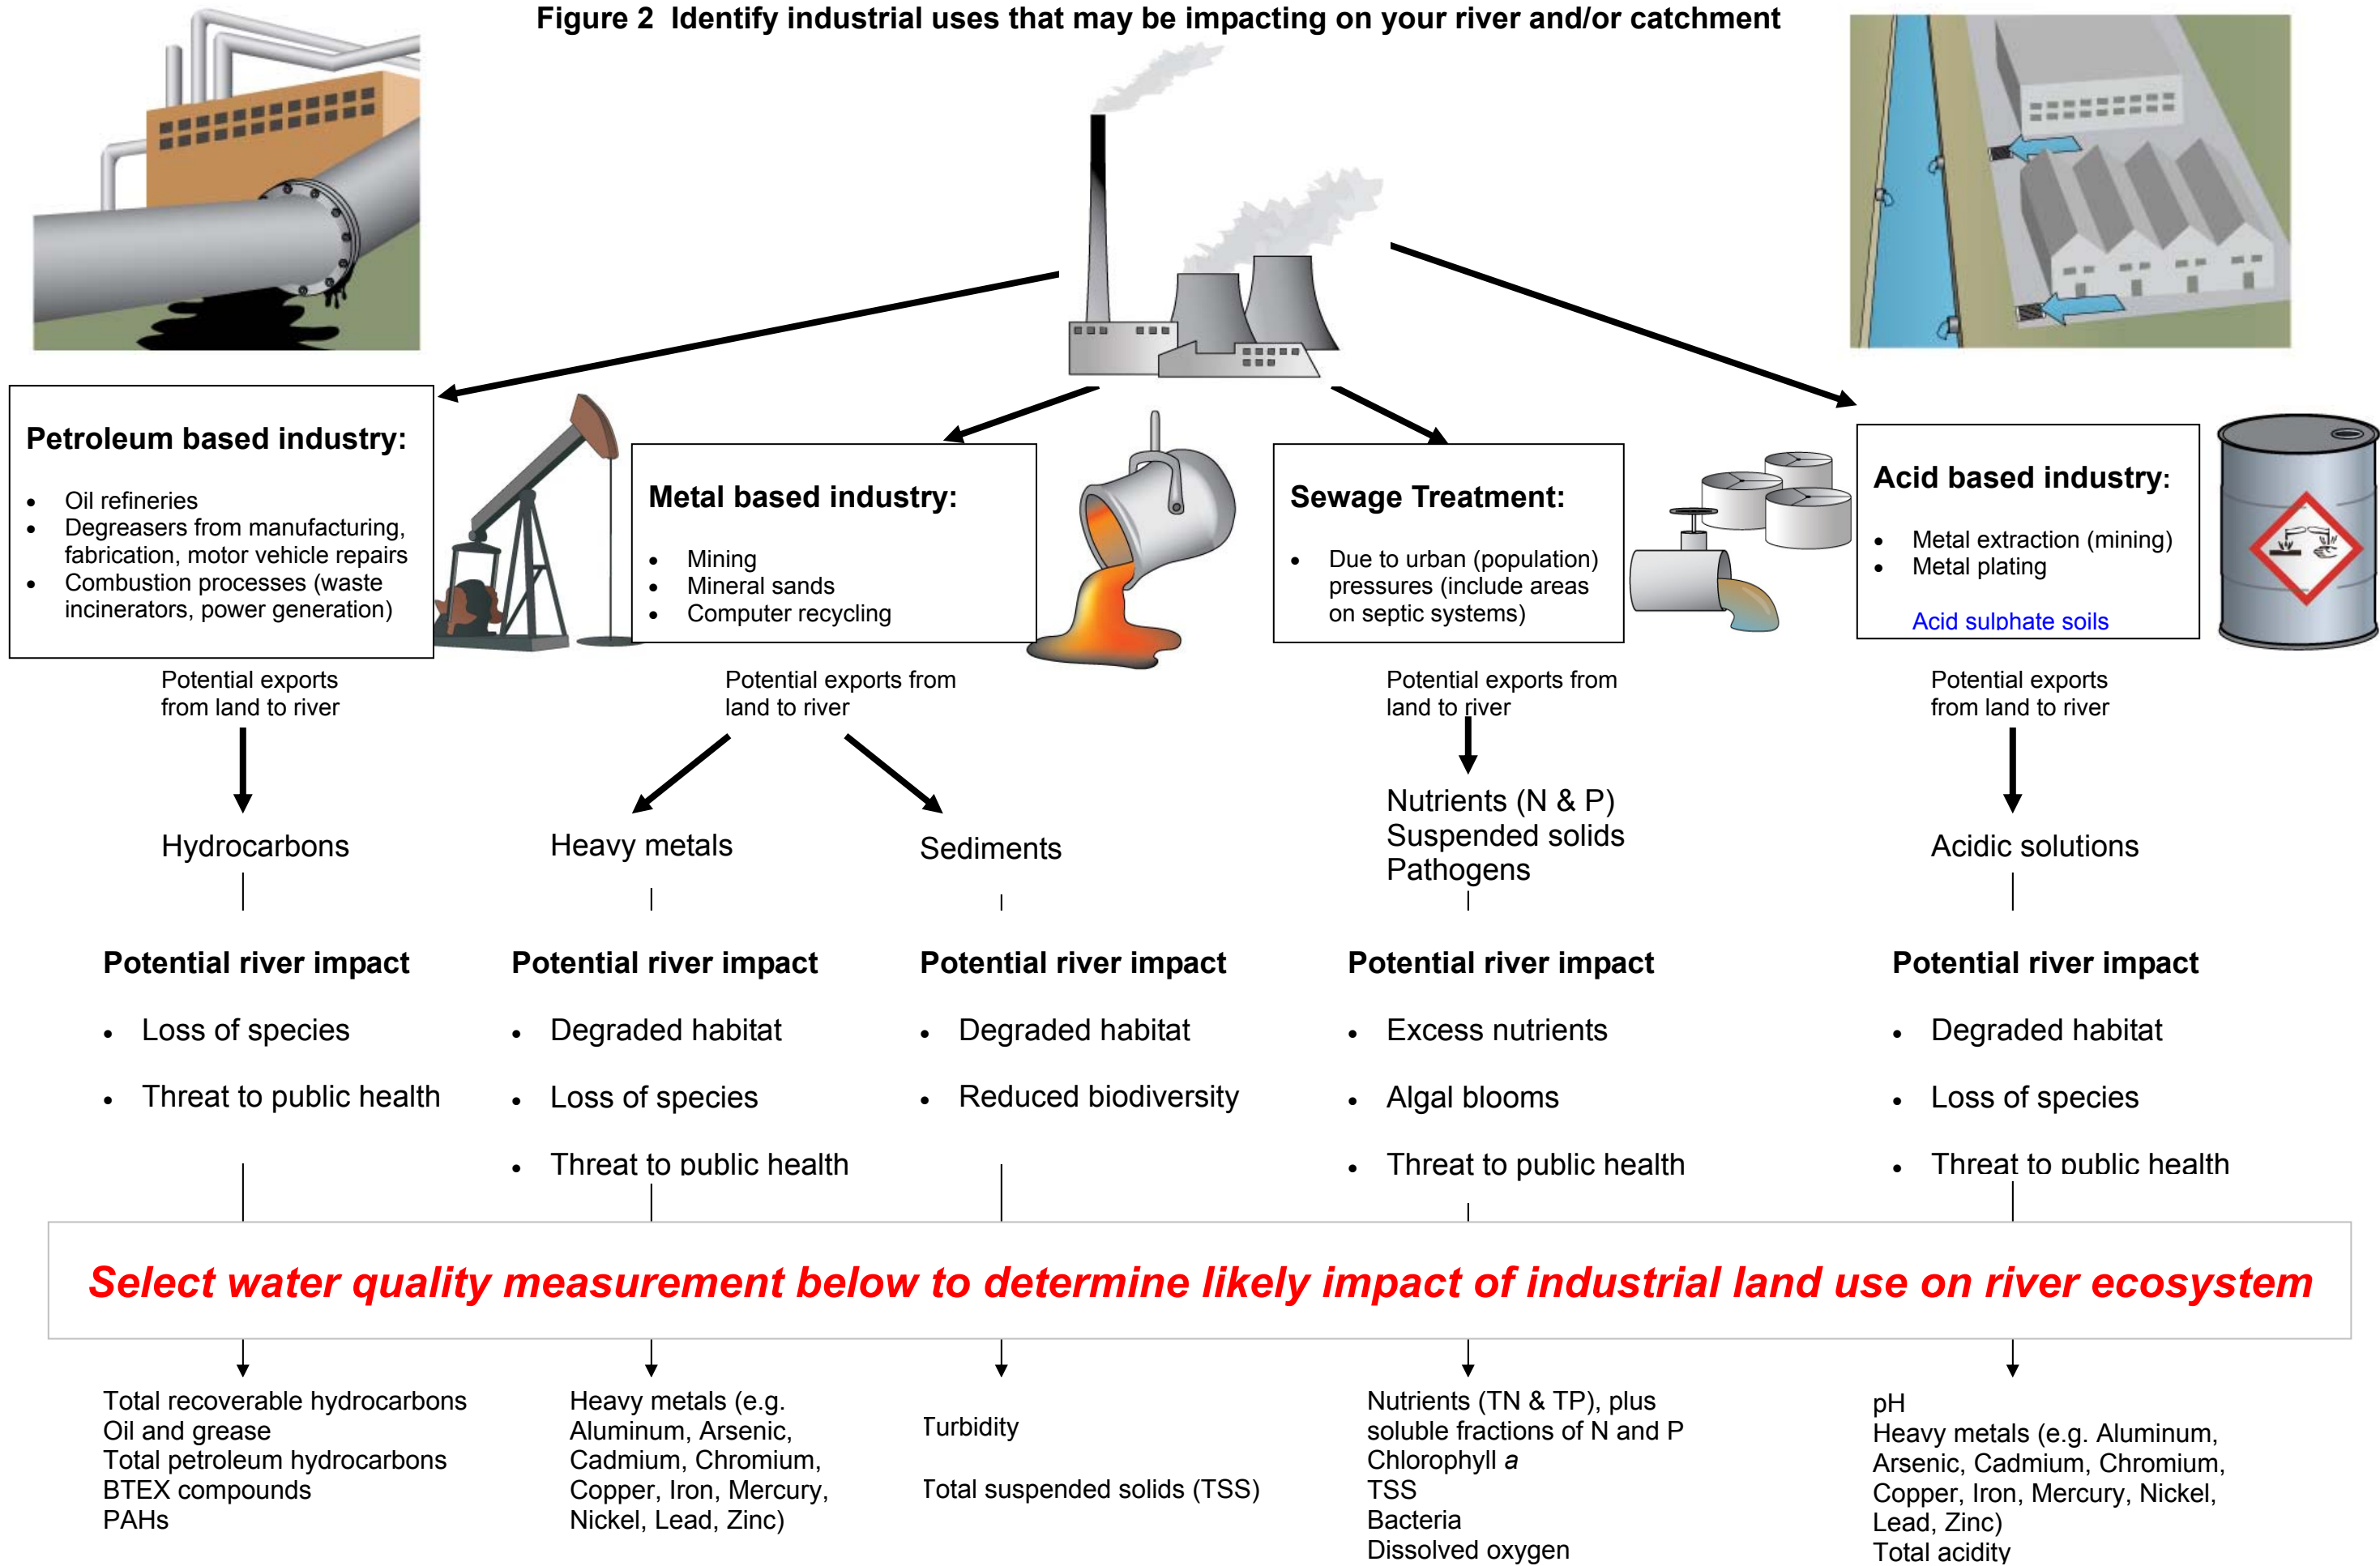 Figure 2  Identify industrial uses that may be impacting on your river and/or catchment
Petroleum based industry:
• Oil refineries
• Degreasers from manufacturing,
fabrication, motor vehicle repairs
• Combustion processes (waste
incinerators, power generation)
Metal based industry:
• Mining
• Mineral sands
• Computer recycling
Sewage Treatment:
• Due to urban (population)
pressures (include areas
on septic systems)
Acid based industry:
• Metal extraction (mining)
• Metal plating
Acid sulphate soils
Potential exports
from land to river
Potential exports from
land to river
Potential exports from
land to river
Potential exports
from land to river
Hydrocarbons
Heavy metals
Sediments
Nutrients (N & P)
Suspended solids
Pathogens
Acidic solutions
Potential river impact
• Loss of species
• Threat to public health
Potential river impact
• Degraded habitat
• Loss of species
• Threat to public health
Potential river impact
• Degraded habitat
• Reduced biodiversity
Potential river impact
• Excess nutrients
• Algal blooms
• Threat to public health
Potential river impact
• Degraded habitat
• Loss of species
• Threat to public health
Select water quality measurement below to determine likely impact of industrial land use on river ecosystem
Total recoverable hydrocarbons
Oil and grease
Total petroleum hydrocarbons
BTEX compounds
PAHs
Heavy metals (e.g.
Aluminum, Arsenic,
Cadmium, Chromium,
Copper, Iron, Mercury,
Nickel, Lead, Zinc)
Turbidity
Total suspended solids (TSS)
Nutrients (TN & TP), plus
soluble fractions of N and P
Chlorophyll a
TSS
Bacteria
Dissolved oxygen
pH
Heavy metals (e.g. Aluminum,
Arsenic, Cadmium, Chromium,
Copper, Iron, Mercury, Nickel,
Lead, Zinc)
Total acidity